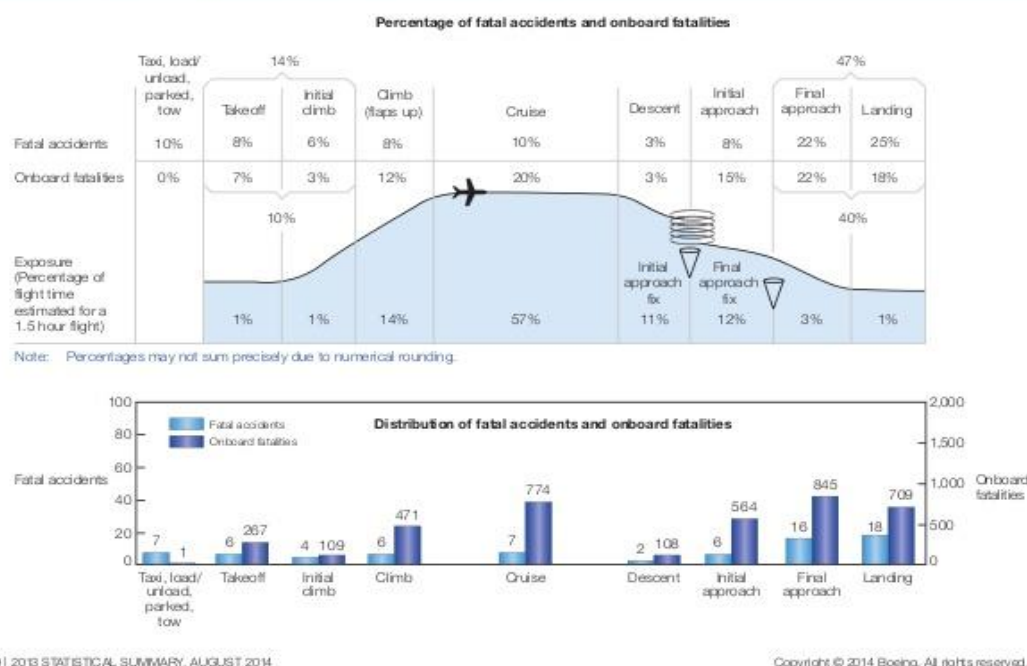 Percentage of fatal accidents and onboard fatalities
Taxi, load/
unload,
parked,
tow
14%
Takeoff
Initial
climb
Climb
(flaps up)
Cruise
Descent
Initial
approach
47%
Final
approach
Landing
Fatal accidents 10% 8% 6% 8% 10% 3% 8% 22% 25%
Onboard fatalities 0% 7% 3% 12% 20% 3% 15% 22% 18%
10% 40%
Exposure
(Percentage of
flight time
estimated for a
1.5 hour flight)
Initial
approach
fix
Final
approach
fix
1% 1% 14% 57% 11% 12% 3% 1%
Note: Percentages may not sum precisely due to numerical rounding.
Distribution of fatal accidents and onboard fatalities
Fatal accidents
Onboard fatalities
100
80
60
40
20
0
Fatal accidents
2,000
1,500
1,000
500
0
Onboard
fatalities
7 1 6 267 4 109 6 471 7 774 2 108 6 564 16 845 18 709
Taxi, load/
unload,
parked,
tow
Takeoff
Initial
climb
Climb
Cruise
Descent
Initial
approach
Final
approach
Landing
2013 STATISTICAL SUMMARY, AUGUST 2014
Copyright © 2014 Boeing. All rights reserved.